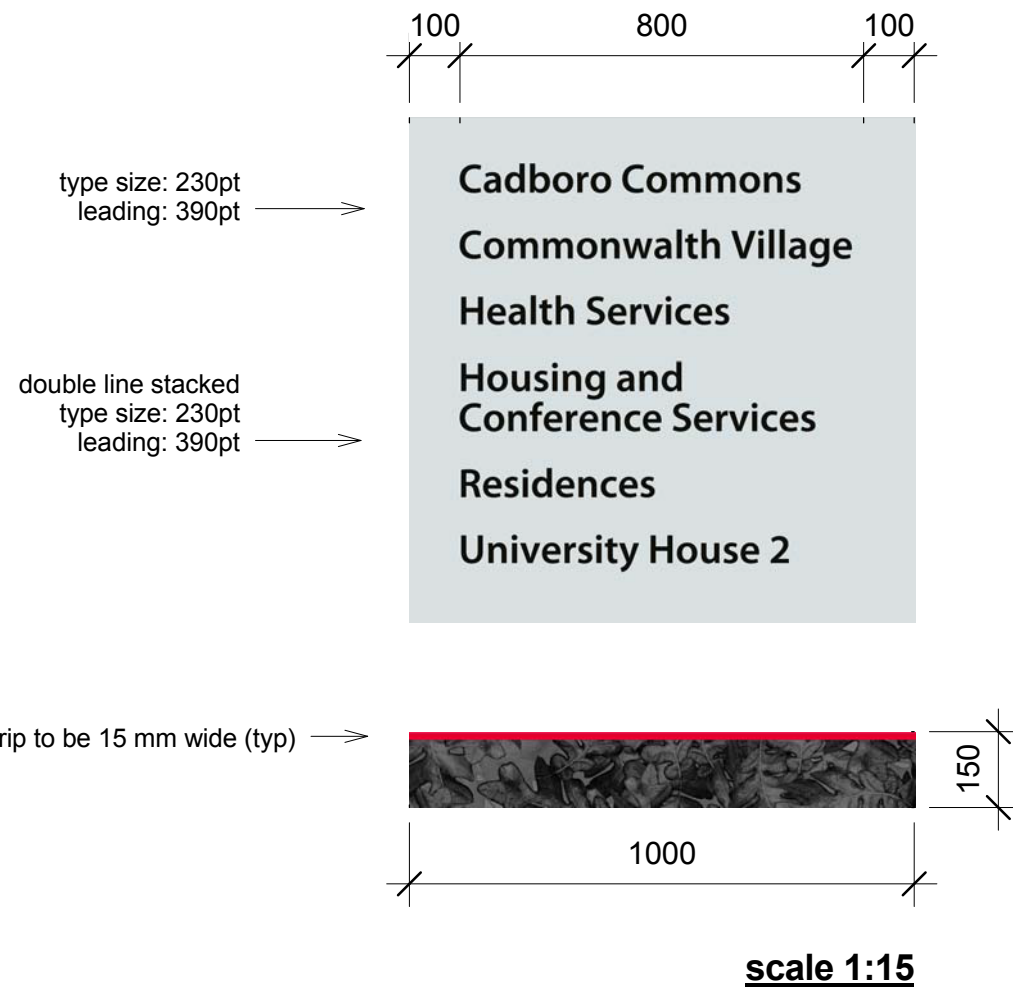 100 800 100
type size: 230pt
leading: 390pt
Cadboro Commons
Commonwalth Village
Health Services
double line stacked
type size: 230pt
leading: 390pt
Housing and
Conference Services
Residences
University House 2
rip to be 15 mm wide (typ)
150
1000
scale 1:15